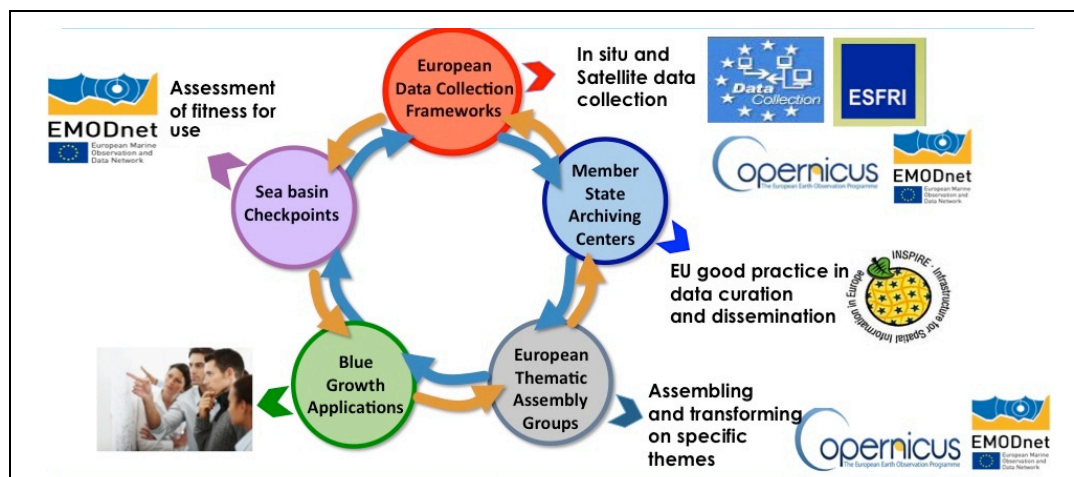 European
Data Collection
Frameworks
In situ and
Satellite data
collection
Data
Collection
ESFRI
Copernicus
The European Earth Observation Programme
EMODnet
European Marine
Observation and
Data Network
Member
State
Archiving
Centers
EU good practice in
data curation
and dissemination
INSPIRE · Infrastructure for Spatial Information in Europe
European
Thematic
Assembly
Groups
Assembling
and transforming
on specific
themes
Copernicus
The European Earth Observation Programme
EMODnet
European Marine
Observation and
Data Network
Blue
Growth
Applications
Sea basin
Checkpoints
Assessment
of fitness for
use
EMODnet
European Marine
Observation and
Data Network